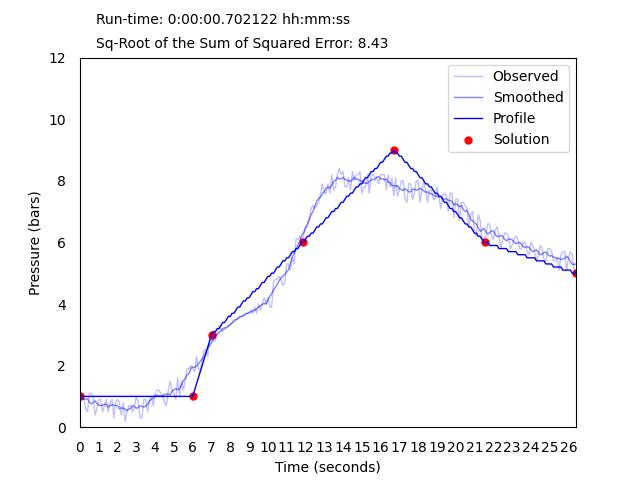 Run-time: 0:00:00.702122 hh:mm:ss
Sq-Root of the Sum of Squared Error: 8.43
12
10
8
6
4
2
0
Pressure (bars)
Observed
Smoothed
Profile
Solution
0 1 2 3 4 5 6 7 8 9 10 11 12 13 14 15 16 17 18 19 20 21 22 23 24 25 26
Time (seconds)